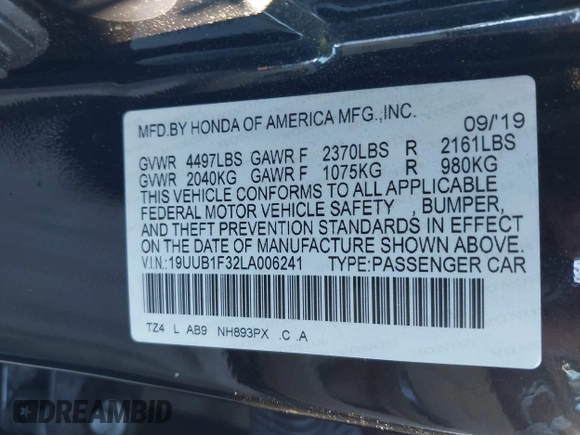 MFD.BY HONDA OF AMERICA MFG.,INC. 09/'19
GVWR 4497LBS GAWR F 2370LBS R 2161LBS
GVWR 2040KG GAWR F 1075KG R 980KG
THIS VEHICLE CONFORMS TO ALL APPLICABLE
FEDERAL MOTOR VEHICLE SAFETY , BUMPER,
AND THEFT PREVENTION STANDARDS IN EFFECT
ON THE DATE OF MANUFACTURE SHOWN ABOVE.
V.I.N.:19UUB1F32LA006241 TYPE:PASSENGER CAR
TZ4 L AB9 NH893PX .C .A
DREAMBID